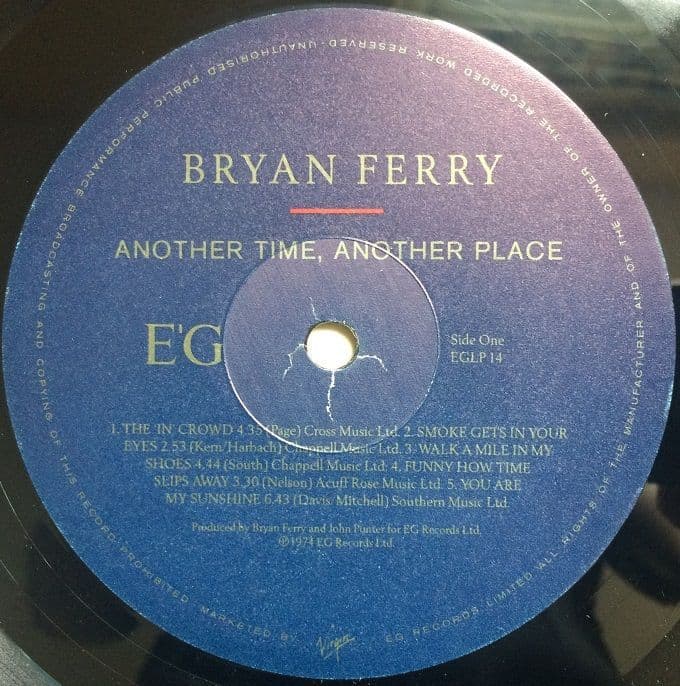 BRYAN FERRY
ANOTHER TIME, ANOTHER PLACE
E'G
Side One
EGLP 14
1. THE 'IN' CROWD 4.35 (Page) Cross Music Ltd. 2. SMOKE GETS IN YOUR
EYES 2.53 (Kern/Harbach) Chappell Music Ltd. 3. WALK A MILE IN MY
SHOES 4.44 (South) Chappell Music Ltd. 4. FUNNY HOW TIME
SLIPS AWAY 3.30 (Nelson) Acuff Rose Music Ltd. 5. YOU ARE
MY SUNSHINE 6.43 (Davis/Mitchell) Southern Music Ltd.
Produced by Bryan Ferry and John Punter for EG Records Ltd.
℗1974 EG Records Ltd.
MARKETED BY Virgin EG RECORDS LIMITED · ALL RIGHTS OF THE MANUFACTURER AND OF THE OWNER OF THE RECORDED WORK RESERVED · UNAUTHORISED PUBLIC PERFORMANCE BROADCASTING AND COPYING OF THIS RECORD PROHIBITED